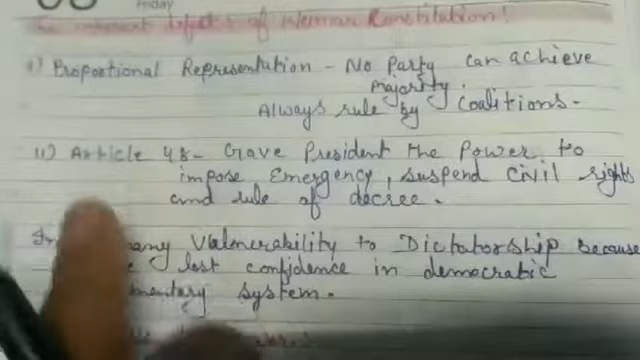 Friday
The inherent defects of Weimar Constitution!
i) Proportional Representation - No Party can achieve
majority.
Always rule by Coalitions.
ii) Article 48- Gave President the Power to
impose Emergency, suspend civil rights
and rule of decree.
many Vulnerability to Dictatorship because
lost confidence in democratic
mentary system.